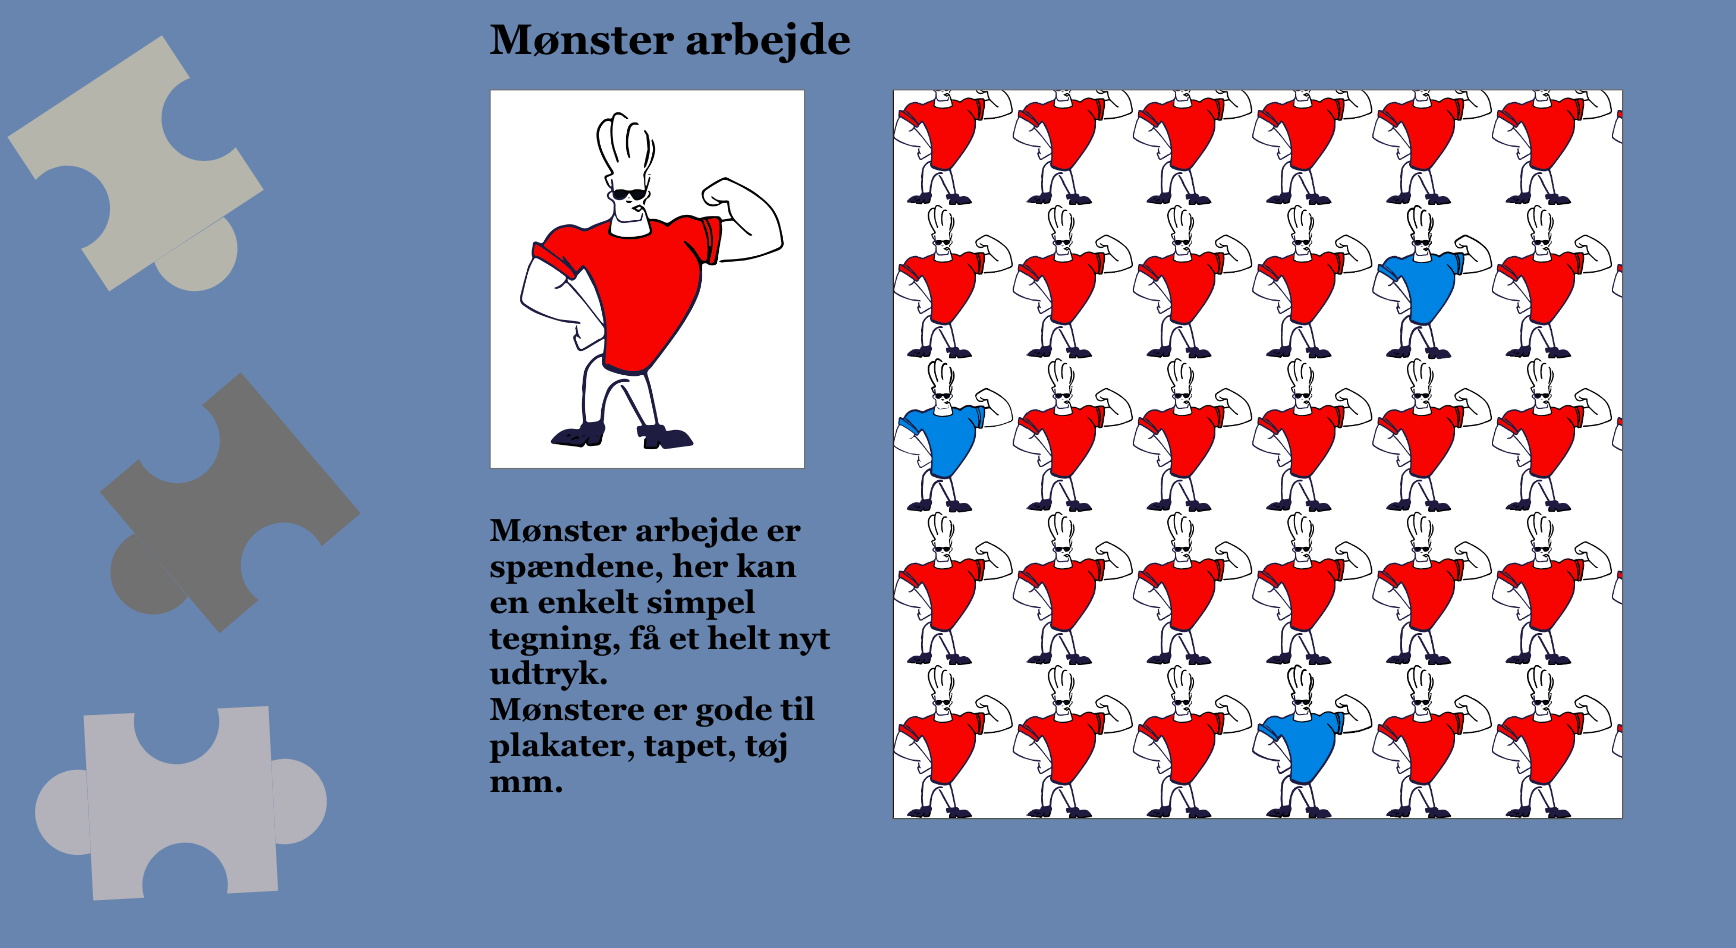 Mønster arbejde
Mønster arbejde er
spændene, her kan
en enkelt simpel
tegning, få et helt nyt
udtryk.
Mønstere er gode til
plakater, tapet, tøj
mm.